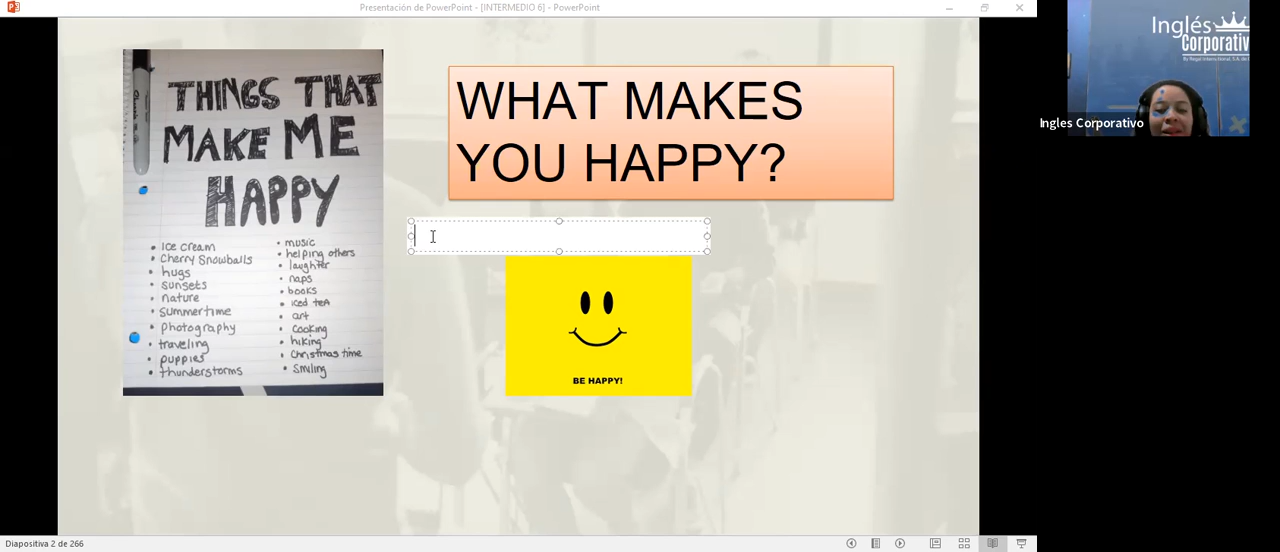 Presentación de PowerPoint - [INTERMEDIO 6] - PowerPoint
THINGS THAT
MAKE ME
HAPPY
• Ice cream
• Cherry Snowballs
• hugs
• sunsets
• nature
• summertime
• photography
• traveling
• puppies
• thunderstorms
• music
• helping others
• laughter
• naps
• books
• iced tea
• art
• cooking
• hiking
• Christmas time
• Smiling
WHAT MAKES
YOU HAPPY?
BE HAPPY!
Inglés
Corporativ
Ingles Corporativo
Diapositiva 2 de 266